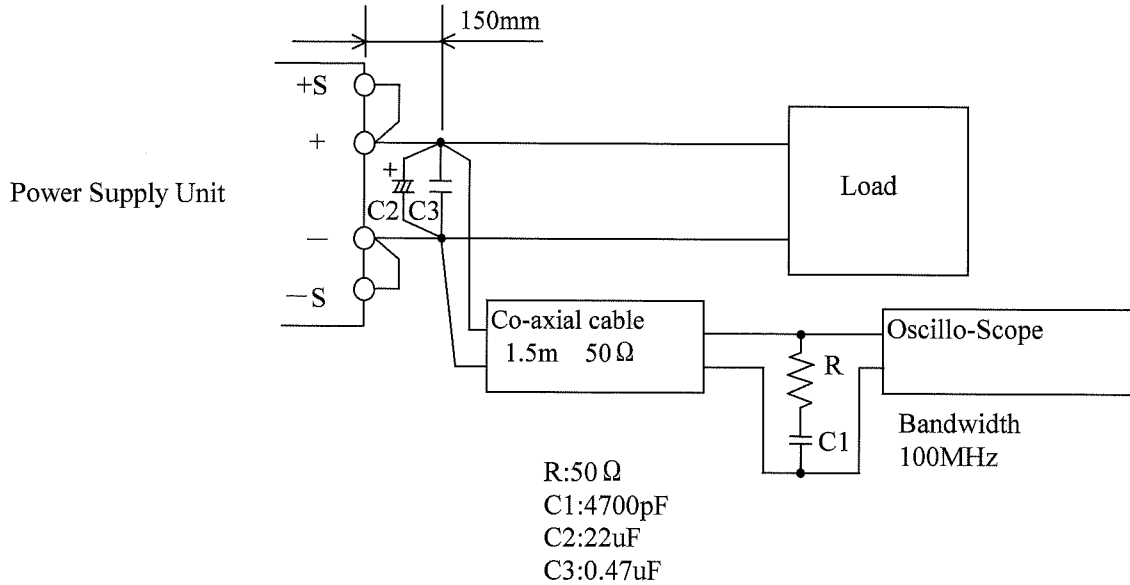 150mm
+S
+
Power Supply Unit
+
C2 C3
Load
—
—S
Co-axial cable
1.5m 50Ω
Oscillo-Scope
R
C1
Bandwidth
100MHz
R:50Ω
C1:4700pF
C2:22uF
C3:0.47uF